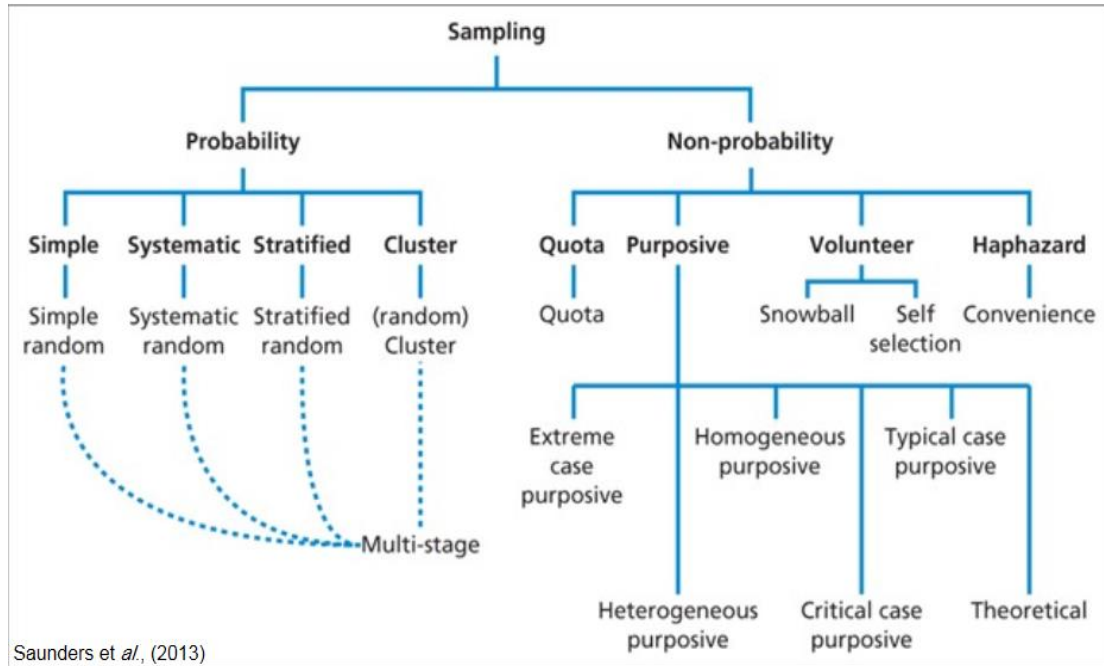 Sampling
Probability
Non-probability
Simple
Systematic
Stratified
Cluster
Quota
Purposive
Volunteer
Haphazard
Simple
random
Systematic
random
Stratified
random
(random)
Cluster
Quota
Snowball
Self
selection
Convenience
Extreme
case
purposive
Homogeneous
purposive
Typical case
purposive
Multi-stage
Heterogeneous
purposive
Critical case
purposive
Theoretical
Saunders et al., (2013)